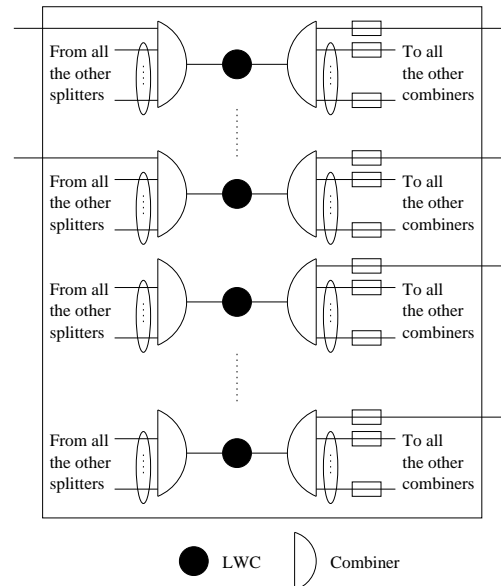 From all
the other
splitters
To all
the other
combiners
From all
the other
splitters
To all
the other
combiners
From all
the other
splitters
To all
the other
combiners
From all
the other
splitters
To all
the other
combiners
LWC
Combiner